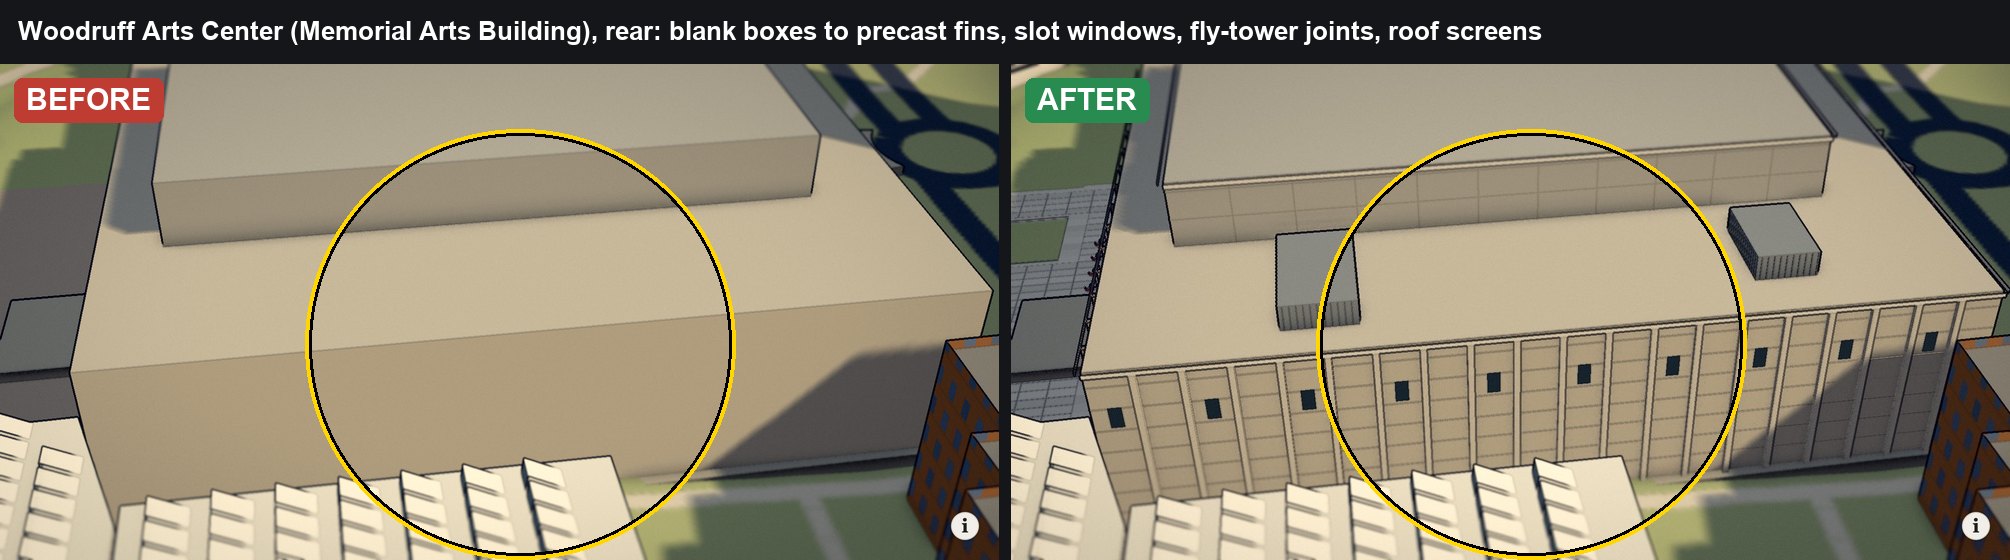 Woodruff Arts Center (Memorial Arts Building), rear: blank boxes to precast fins, slot windows, fly-tower joints, roof screens
BEFORE
AFTER
i
i